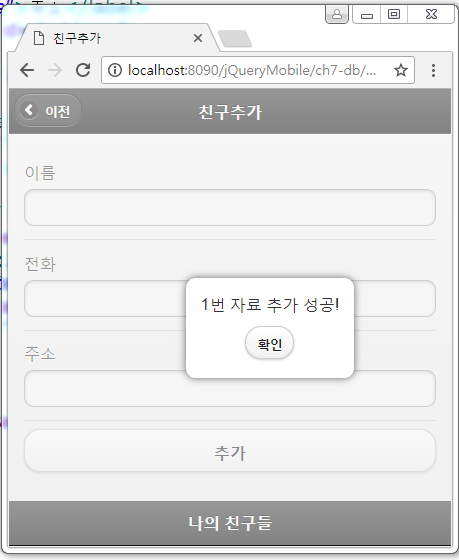 친구추가
localhost:8090/jQueryMobile/ch7-db/...
이전
친구추가
이름
전화
1번 자료 추가 성공!
확인
주소
추가
나의 친구들